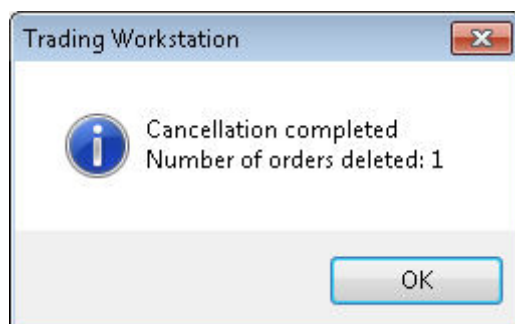 Trading Workstation
Cancellation completed
Number of orders deleted: 1
OK